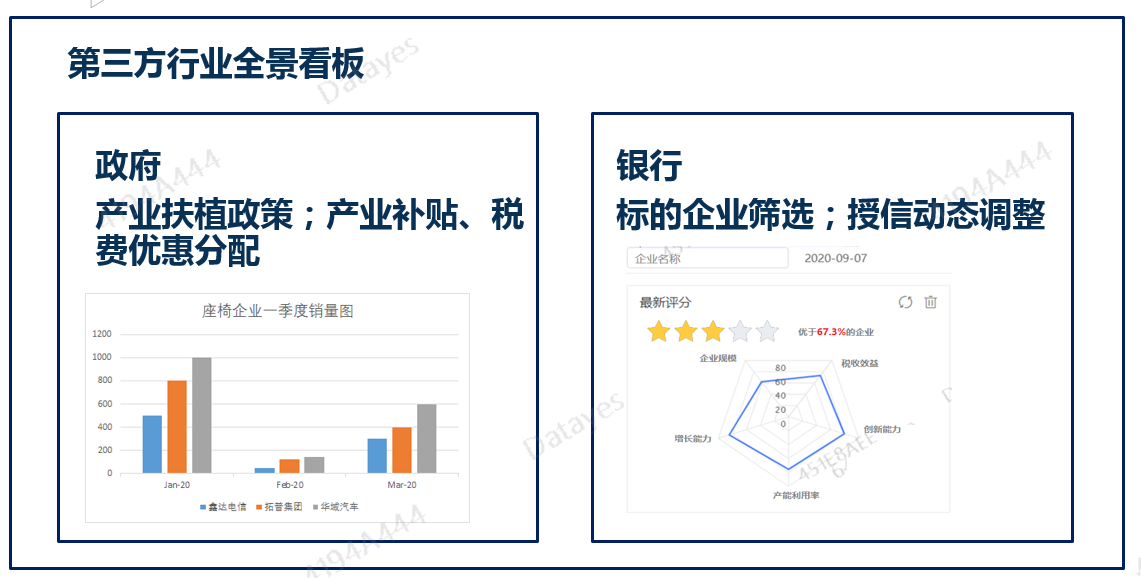 第三方行业全景看板
政府
产业扶植政策；产业补贴、税
费优惠分配
座椅企业一季度销量图
1200
1000
800
600
400
200
0
Jan-20
Feb-20
Mar-20
鑫达电信
拓普集团
华域汽车
银行
标的企业筛选；授信动态调整
企业名称
2020-09-07
最新评分
优于67.3%的企业
企业规模
税收效益
创新能力
产能利用率
增长能力
80
60
40
20
0
Datayes
4194A444
4194A444
Datayes
451E8AEE
4194A444